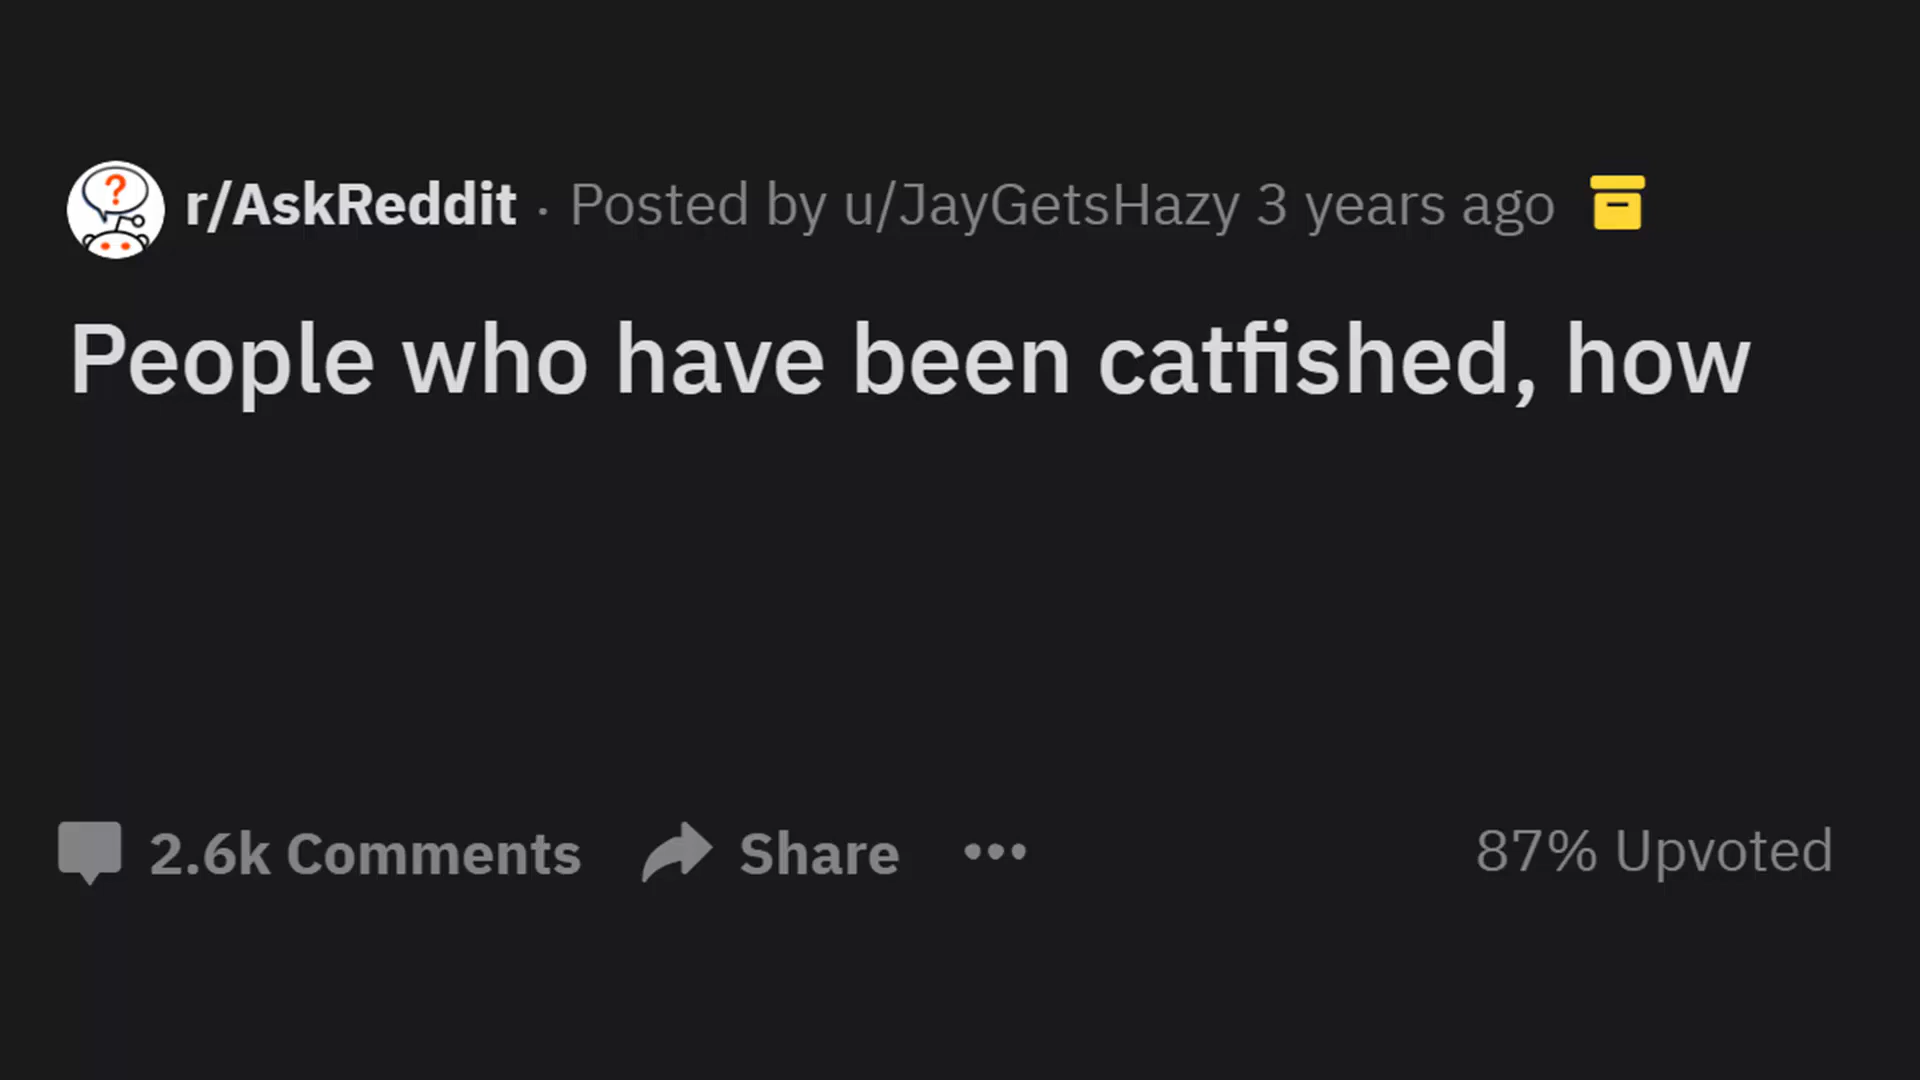 r/AskReddit · Posted by u/JayGetsHazy 3 years ago
People who have been catfished, how
2.6k Comments Share ••• 87% Upvoted